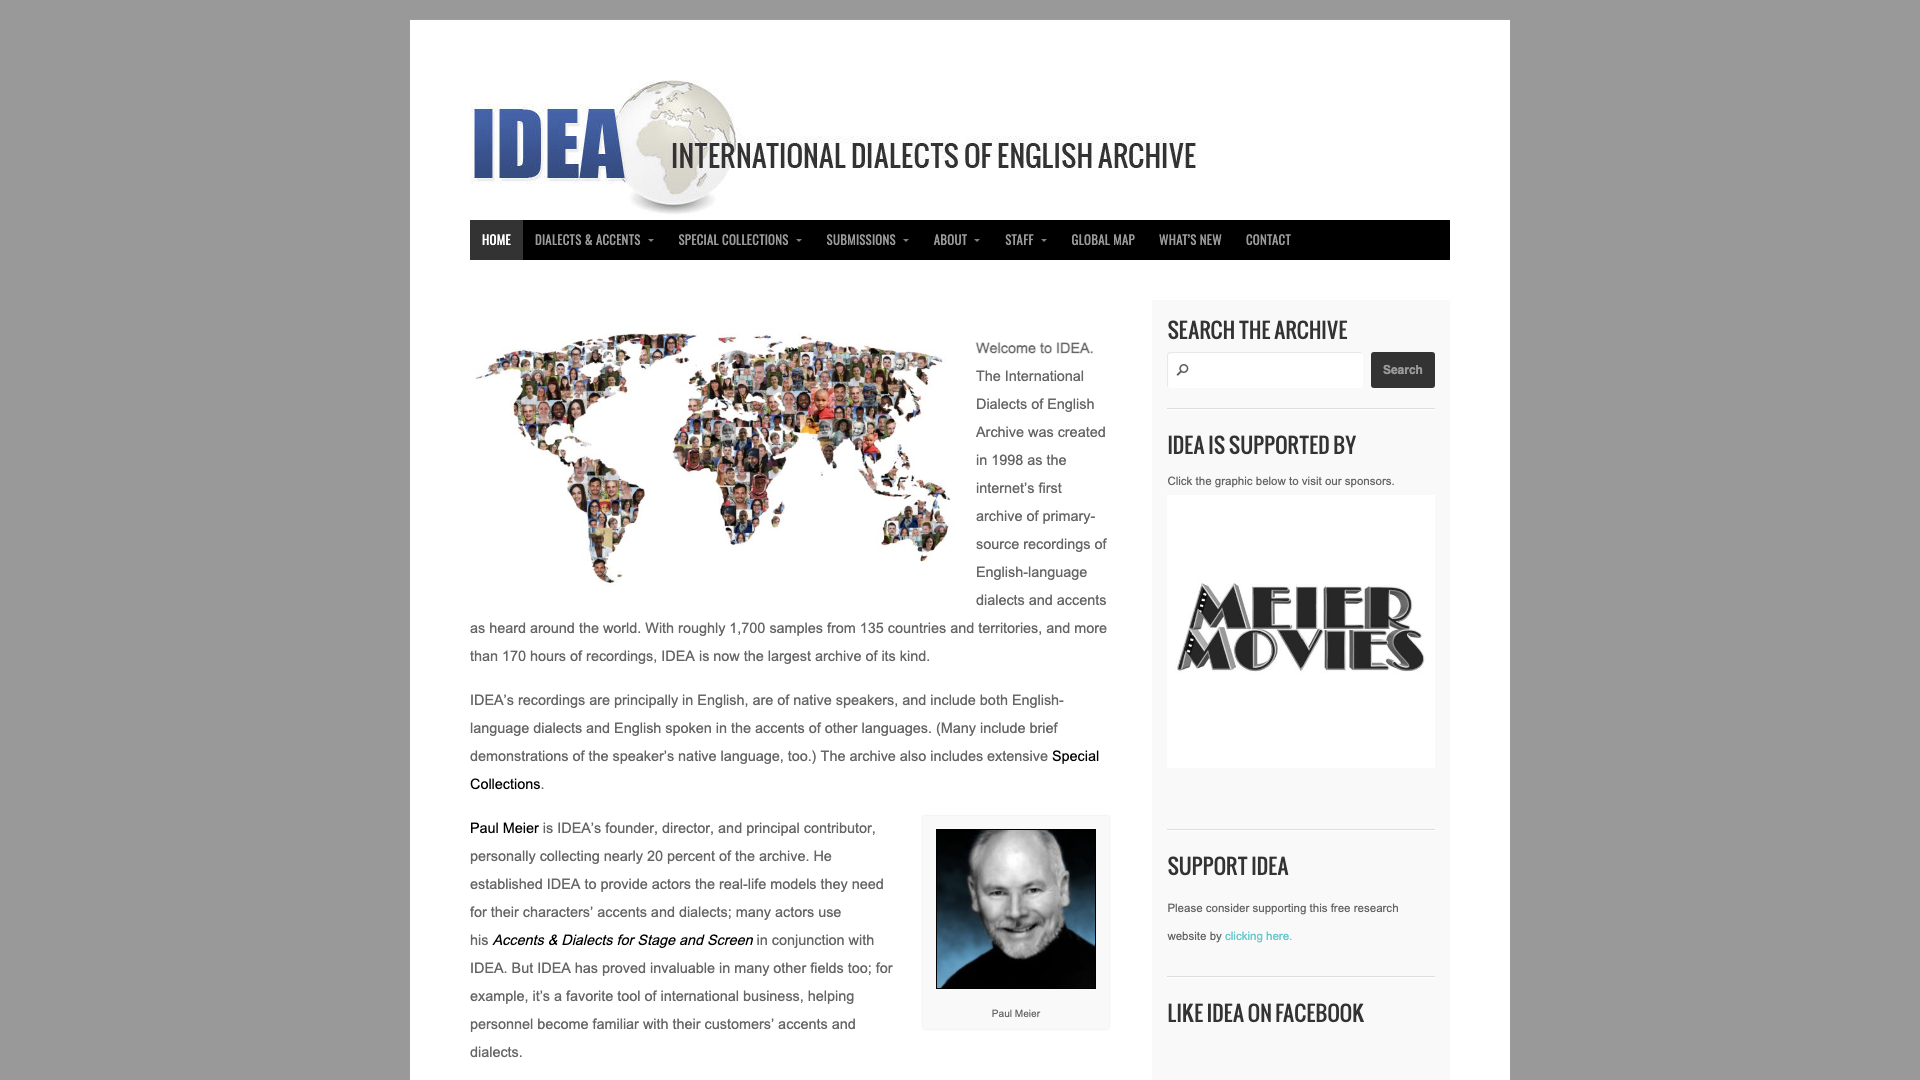 IDEA
INTERNATIONAL DIALECTS OF ENGLISH ARCHIVE
HOME DIALECTS & ACCENTS SPECIAL COLLECTIONS SUBMISSIONS ABOUT STAFF GLOBAL MAP WHAT'S NEW CONTACT
Welcome to IDEA.
The International
Dialects of English
Archive was created
in 1998 as the
internet’s first
archive of primary-
source recordings of
English-language
dialects and accents
as heard around the world. With roughly 1,700 samples from 135 countries and territories, and more
than 170 hours of recordings, IDEA is now the largest archive of its kind.
IDEA’s recordings are principally in English, are of native speakers, and include both English-
language dialects and English spoken in the accents of other languages. (Many include brief
demonstrations of the speaker’s native language, too.) The archive also includes extensive Special
Collections.
Paul Meier is IDEA’s founder, director, and principal contributor,
personally collecting nearly 20 percent of the archive. He
established IDEA to provide actors the real-life models they need
for their characters’ accents and dialects; many actors use
his Accents & Dialects for Stage and Screen in conjunction with
IDEA. But IDEA has proved invaluable in many other fields too; for
example, it’s a favorite tool of international business, helping
personnel become familiar with their customers’ accents and
dialects.
Paul Meier
SEARCH THE ARCHIVE
Search
IDEA IS SUPPORTED BY
Click the graphic below to visit our sponsors.
MEIER
MOVIES
SUPPORT IDEA
Please consider supporting this free research
website by clicking here.
LIKE IDEA ON FACEBOOK